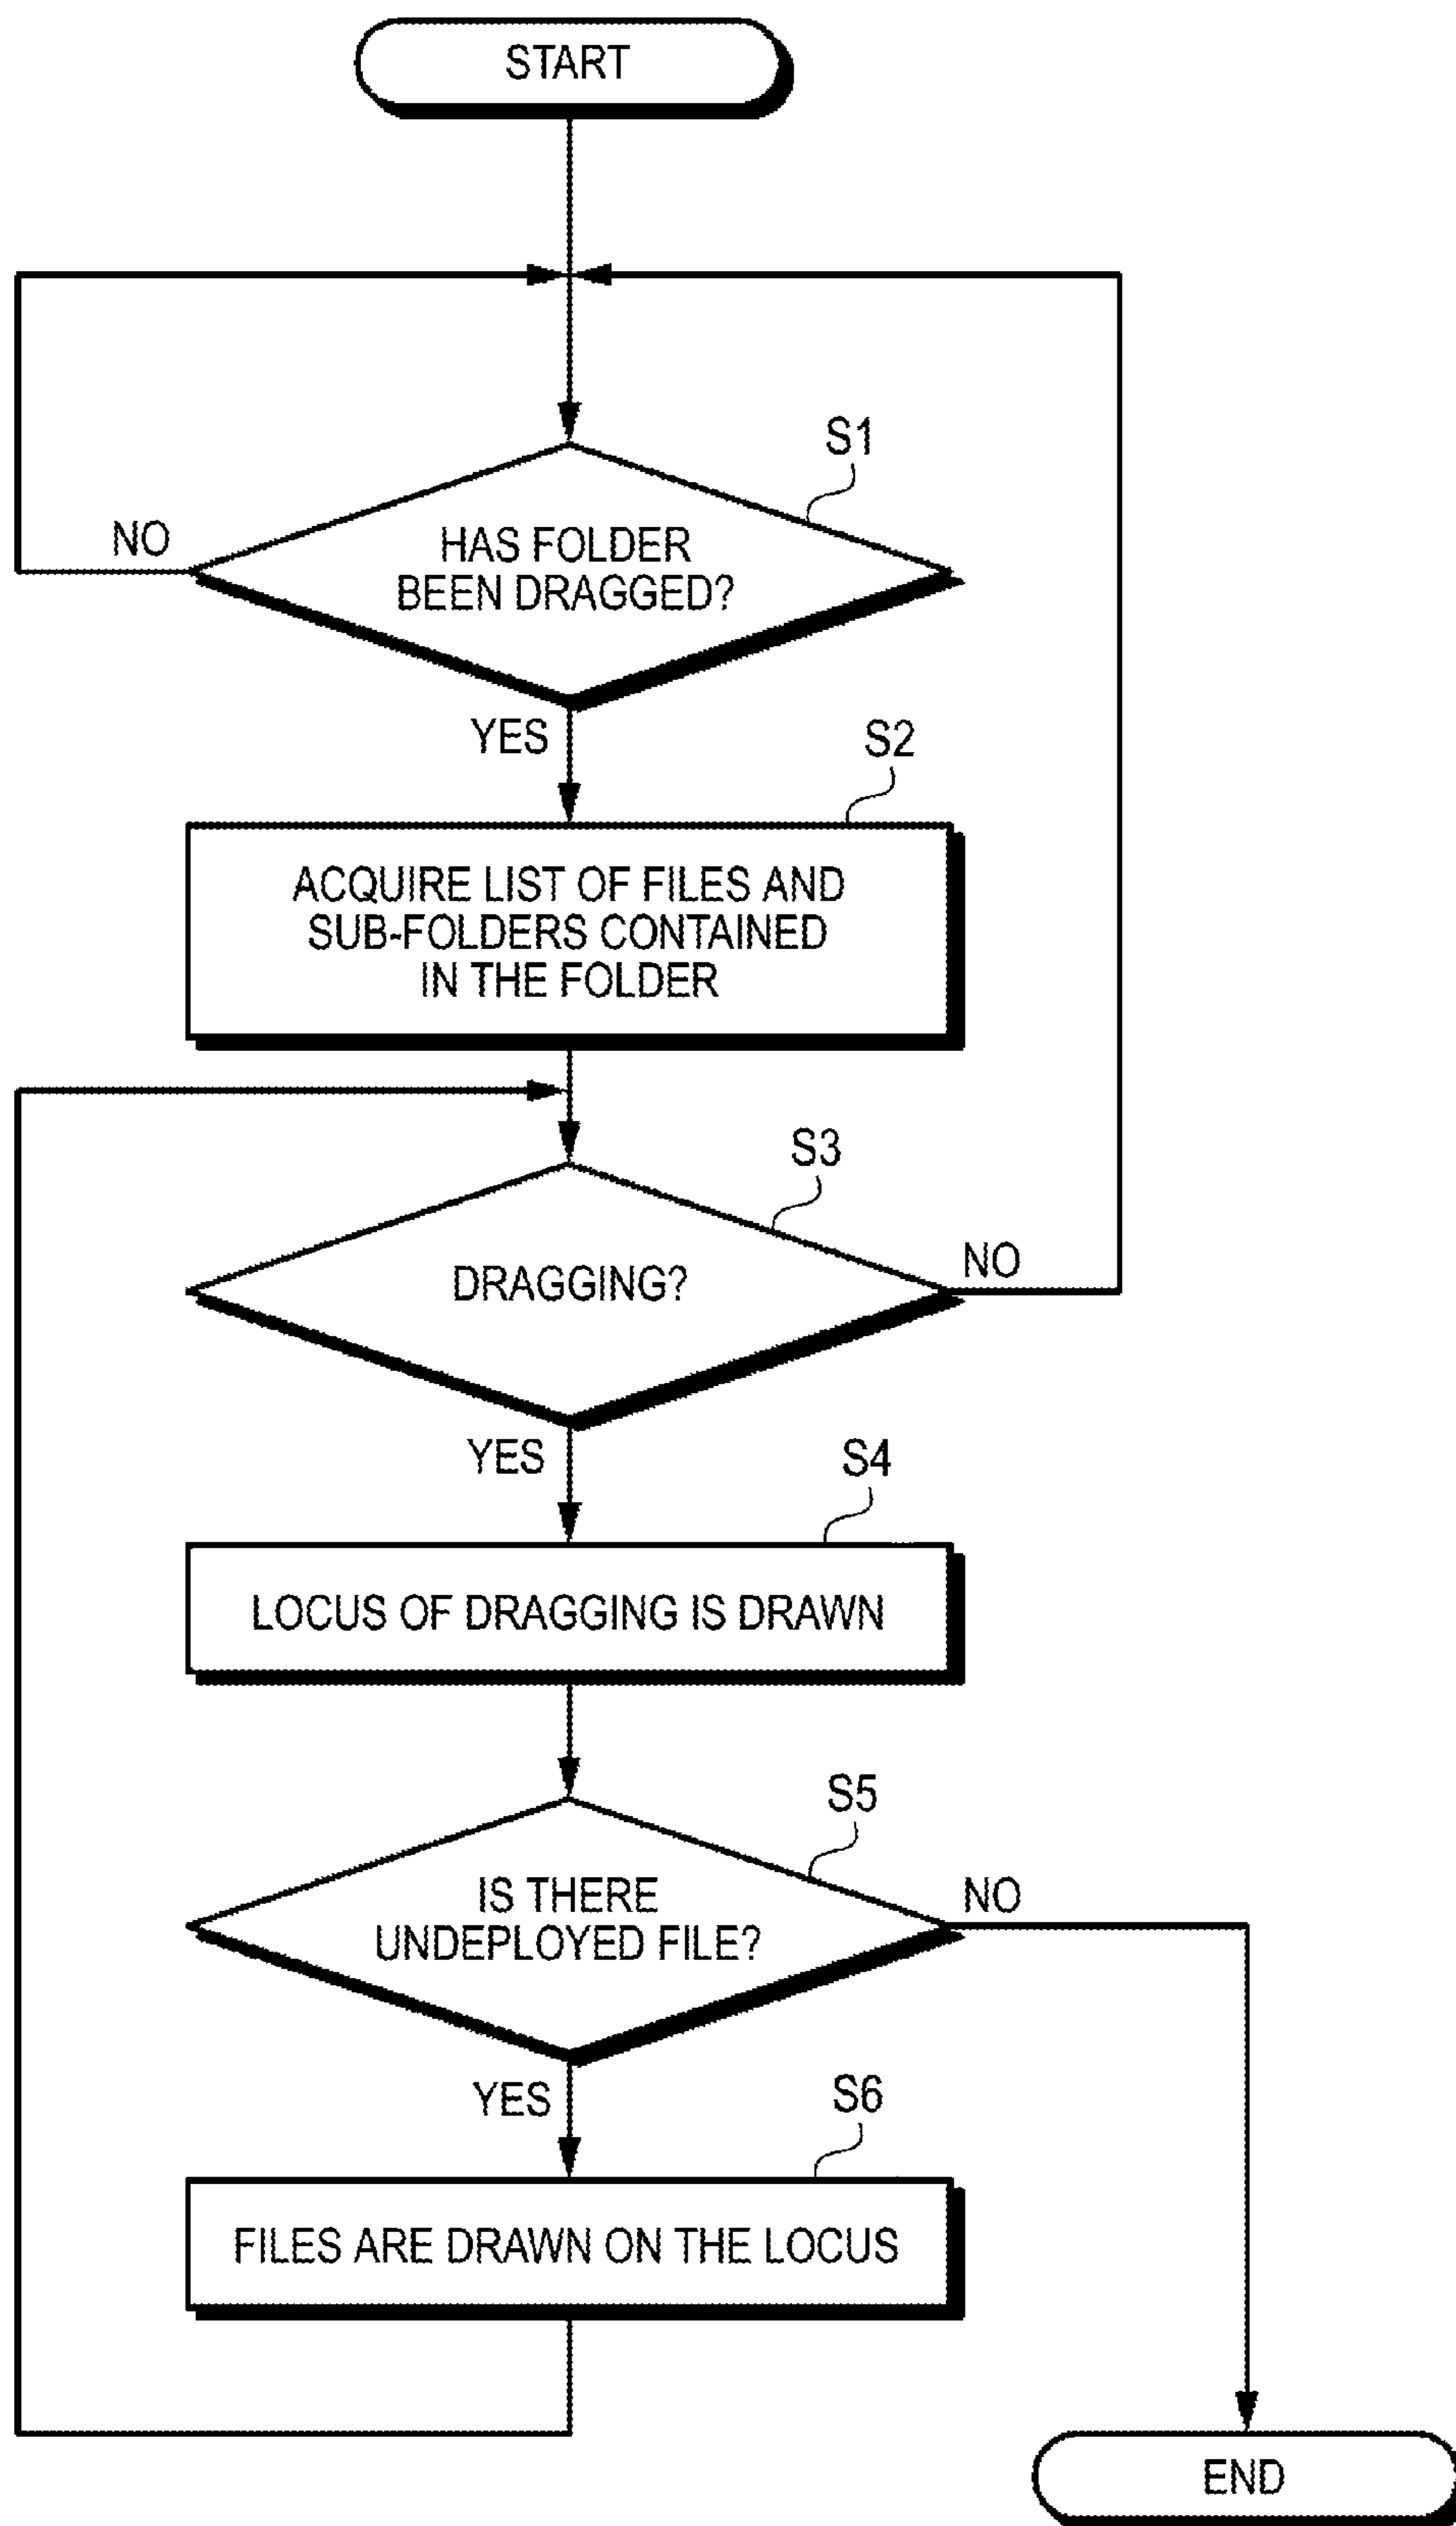 START
S1
NO
HAS FOLDER
BEEN DRAGGED?
YES
S2
ACQUIRE LIST OF FILES AND
SUB-FOLDERS CONTAINED
IN THE FOLDER
S3
DRAGGING?
NO
YES
S4
LOCUS OF DRAGGING IS DRAWN
S5
IS THERE
UNDEPLOYED FILE?
NO
YES
S6
FILES ARE DRAWN ON THE LOCUS
END